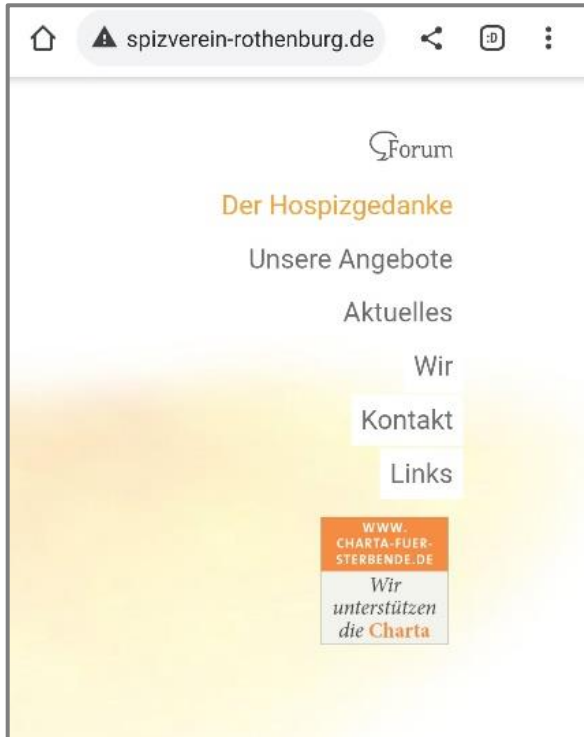 spizverein-rothenburg.de
:D
Forum
Der Hospizgedanke
Unsere Angebote
Aktuelles
Wir
Kontakt
Links
WWW.
CHARTA-FUER-
STERBENDE.DE
Wir
unterstützen
die Charta